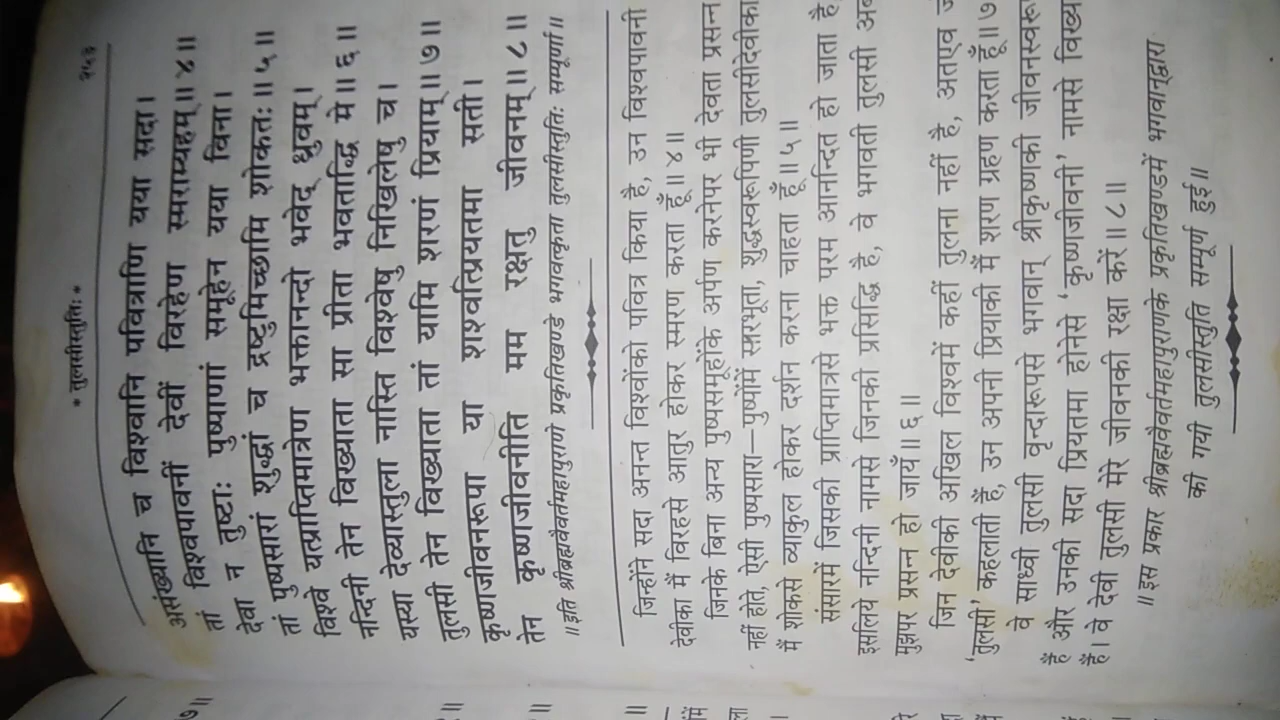 * तुलसीस्तुतिः *
असंख्यानि च विश्वानि पवित्राणि यया सदा।
तां विश्वपावनीं देवीं विरहेण स्मराम्यहम्॥ ४॥
देवा न तुष्टाः पुष्पाणां समूहेन यया विना।
तां पुष्पसारां शुद्धां च द्रष्टुमिच्छामि शोकतः॥ ५॥
विश्वे यत्प्राप्तिमात्रेण भक्तानन्दो भवेद् ध्रुवम्।
नन्दिनी तेन विख्याता सा प्रीता भवताद्धि मे॥ ६॥
यस्या देव्यास्तुला नास्ति विश्वेषु निखिलेषु च।
तुलसी तेन विख्याता तां यामि शरणं प्रियाम्॥ ७॥
कृष्णजीवनरूपा या शश्वत्प्रियतमा सती।
तेन कृष्णजीवनीति मम रक्षतु जीवनम्॥ ८॥
॥ इति श्रीब्रह्मवैवर्तमहापुराणे प्रकृतिखण्डे भगवत्कृता तुलसीस्तुतिः सम्पूर्णा॥
जिन्होंने सदा अनन्त विश्वोंको पवित्र किया है, उन विश्वपावनी
देवीका मैं विरहसे आतुर होकर स्मरण करता हूँ॥ ४॥
जिनके बिना अन्य पुष्पसमूहोंके अर्पण करनेपर भी देवता प्रसन्न
नहीं होते, ऐसी पुष्पसारा—पुष्पोंमें सारभूता, शुद्धस्वरूपिणी तुलसीदेवीका
मैं शोकसे व्याकुल होकर दर्शन करना चाहता हूँ॥ ५॥
संसारमें जिसकी प्राप्तिमात्रसे भक्त परम आनन्दित हो जाता है,
इसलिये नन्दिनी नामसे जिनकी प्रसिद्धि है, वे भगवती तुलसी अब
मुझपर प्रसन्न हो जायँ॥ ६॥
जिन देवीकी अखिल विश्वमें कहीं तुलना नहीं है, अतएव
'तुलसी' कहलाती हैं, उन अपनी प्रियाकी मैं शरण ग्रहण करता हूँ॥ ७
वे साध्वी तुलसी वृन्दारूपसे भगवान् श्रीकृष्णकी
हैं और उनकी सदा प्रियतमा होनेसे 'कृष्णजीवनी' नामसे
हैं। वे देवी तुलसी मेरे जीवनकी रक्षा करें॥ ८॥
॥ इस प्रकार श्रीब्रह्मवैवर्तमहापुराणके प्रकृतिखण्डमें भगवान्‌द्वारा
की गयी तुलसीस्तुति सम्पूर्ण हुई॥